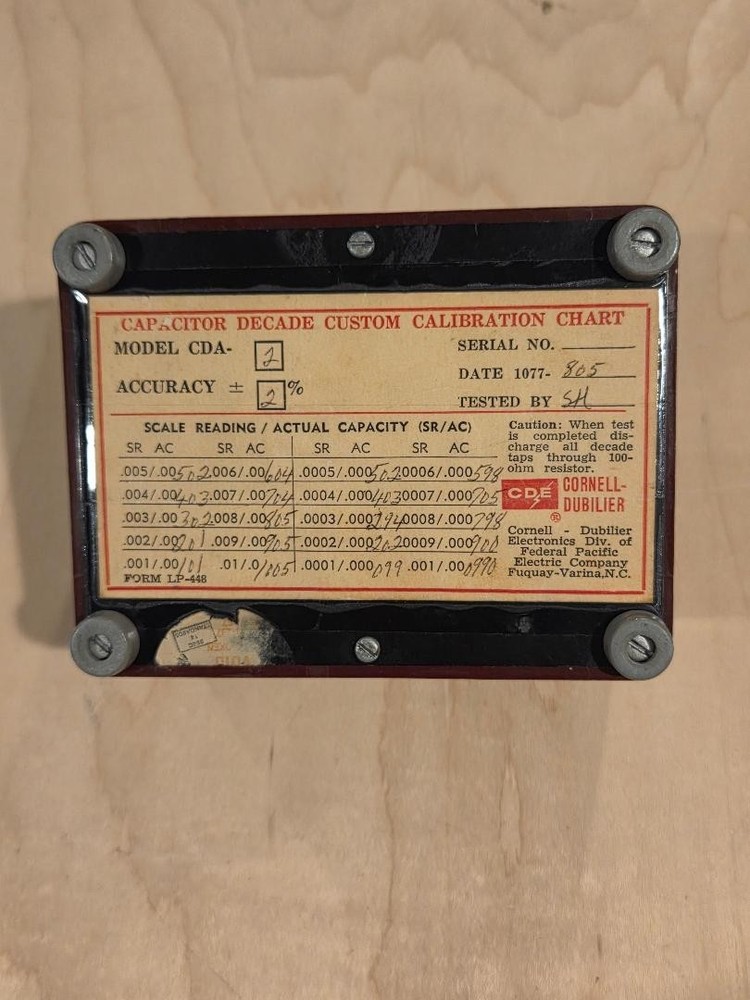 CAPACITOR DECADE CUSTOM CALIBRATION CHART
MODEL CDA- 2
SERIAL NO.
DATE 1077- 805
ACCURACY ± 2 %
TESTED BY SH
SCALE READING / ACTUAL CAPACITY (SR/AC)
SR AC SR AC SR AC SR AC
.005/.00502 .006/.00604 .0005/.000502 .0006/.000598
.004/.00403 .007/.00704 .0004/.000403 .0007/.000705
.003/.00302 .008/.00805 .0003/.000294 .0008/.000798
.002/.00201 .009/.00905 .0002/.000202 .0009/.000900
.001/.00101 .01/.01005 .0001/.000099 .001/.000990
FORM LP-448
Caution: When test
is completed dis-
charge all decade
taps through 100-
ohm resistor.
CDE CORNELL-
DUBILIER
®
Cornell - Dubilier
Electronics Div. of
Federal Pacific
Electric Company
Fuquay-Varina, N.C.
STANDARDS